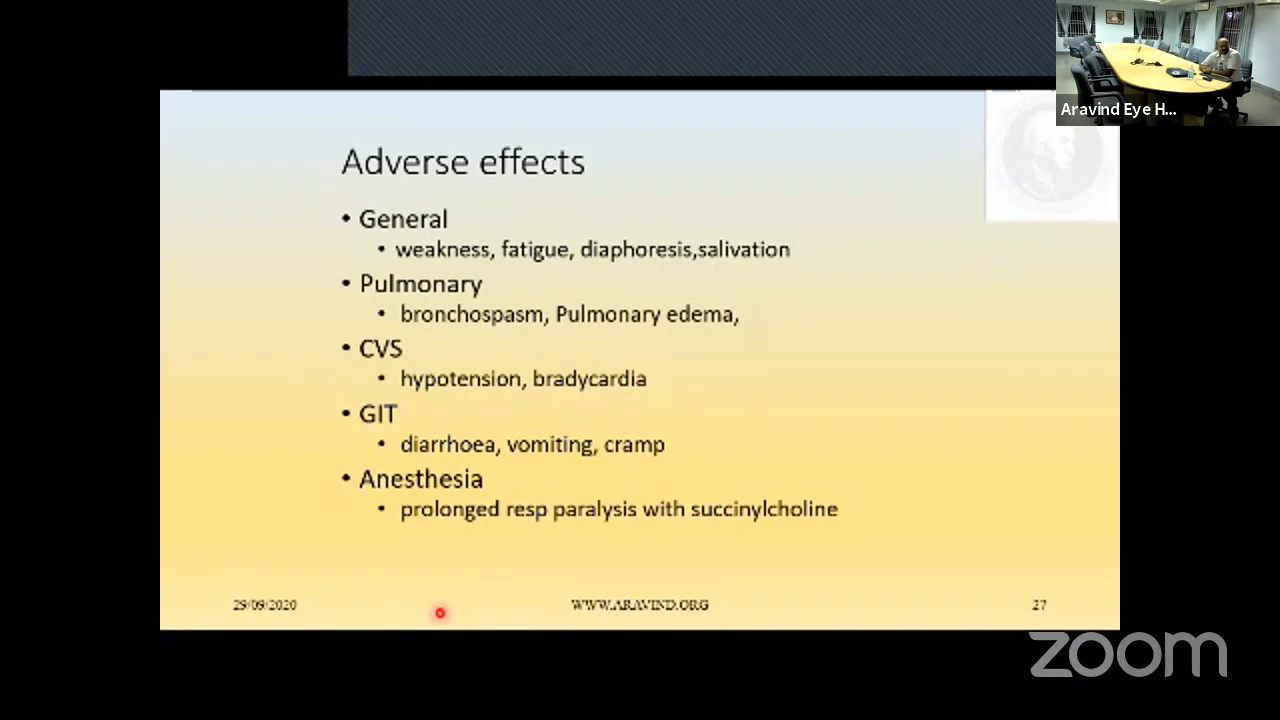 Aravind Eye H...
Adverse effects
• General
• weakness, fatigue, diaphoresis,salivation
• Pulmonary
• bronchospasm, Pulmonary edema,
• CVS
• hypotension, bradycardia
• GIT
• diarrhoea, vomiting, cramp
• Anesthesia
• prolonged resp paralysis with succinylcholine
29/09/2020 WWW.ARAVIND.ORG 27
zoom